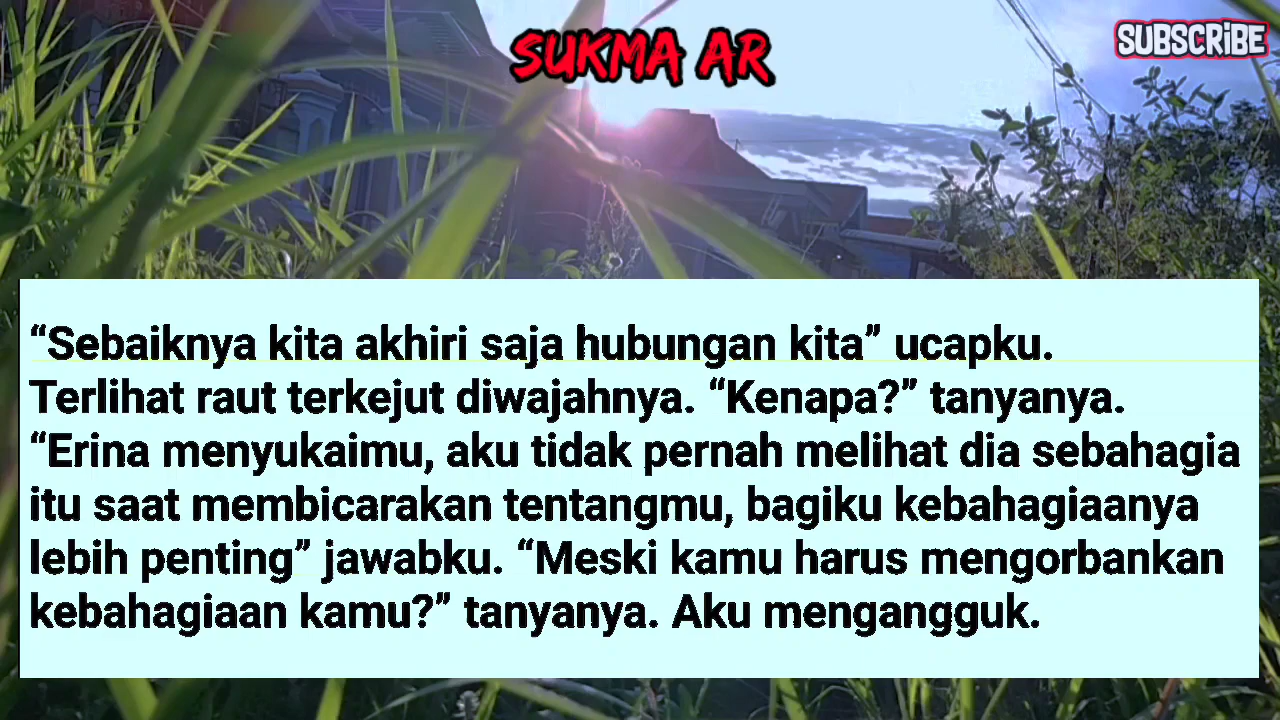 SUKMA AR
SUBSCRiBE
“Sebaiknya kita akhiri saja hubungan kita” ucapku.
Terlihat raut terkejut diwajahnya. “Kenapa?” tanyanya.
“Erina menyukaimu, aku tidak pernah melihat dia sebahagia
itu saat membicarakan tentangmu, bagiku kebahagiaanya
lebih penting” jawabku. “Meski kamu harus mengorbankan
kebahagiaan kamu?” tanyanya. Aku mengangguk.